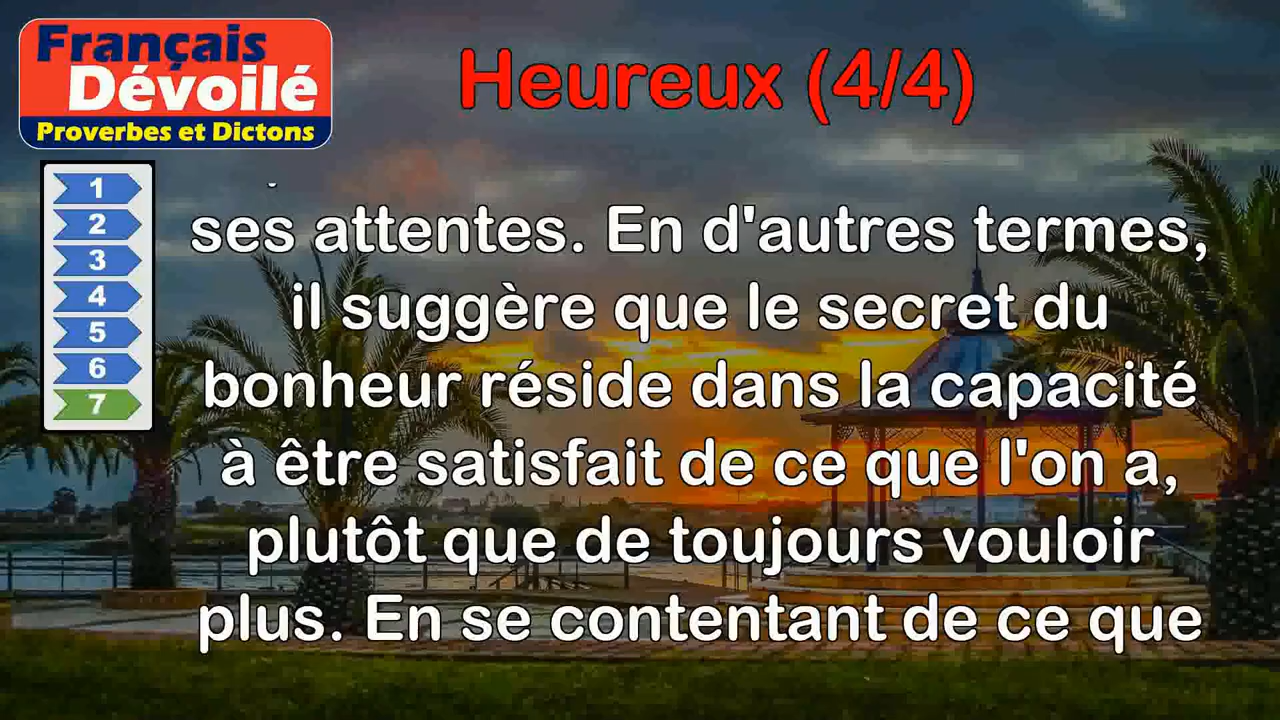 Français
Dévoilé
Proverbes et Dictons
Heureux (4/4)
1
2
3
4
5
6
7
ses attentes. En d'autres termes,
il suggère que le secret du
bonheur réside dans la capacité
à être satisfait de ce que l'on a,
plutôt que de toujours vouloir
plus. En se contentant de ce que